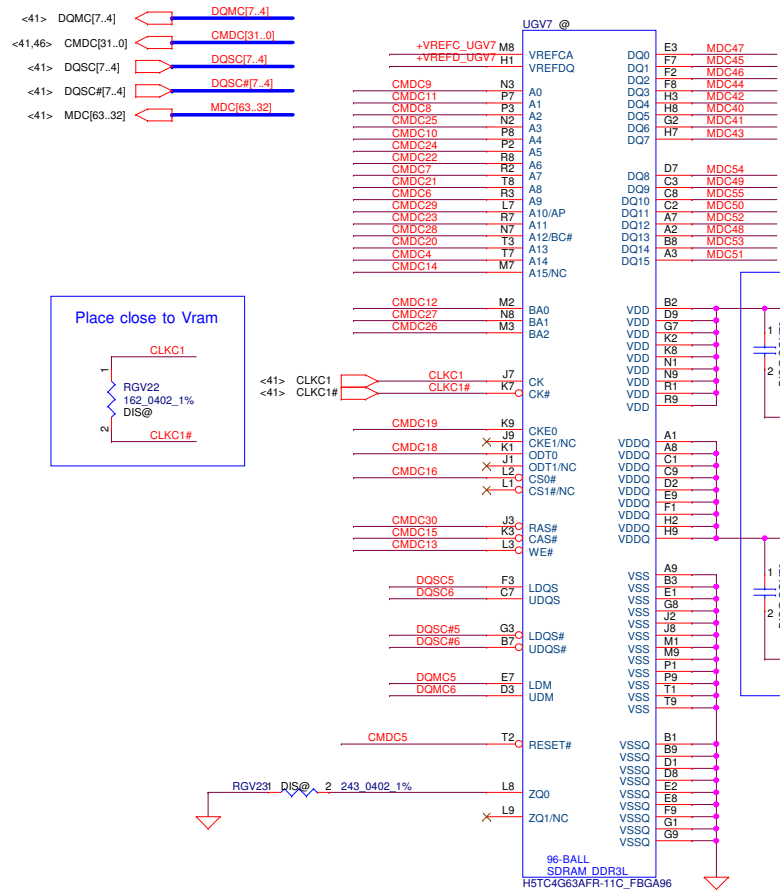 <41> DQMC[7..4] DQMC[7..4]
<41,46> CMDC[31..0] CMDC[31..0]
<41> DQSC[7..4] DQSC[7..4]
<41> DQSC#[7..4] DQSC#[7..4]
<41> MDC[63..32] MDC[63..32]
UGV7 @
+VREFC_UGV7 M8 VREFCA
+VREFD_UGV7 H1 VREFDQ
CMDC9 N3 A0
CMDC11 P7 A1
CMDC8 P3 A2
CMDC25 N2 A3
CMDC10 P8 A4
CMDC24 P2 A5
CMDC22 R8 A6
CMDC7 R2 A7
CMDC21 T8 A8
CMDC6 R3 A9
CMDC29 L7 A10/AP
CMDC23 R7 A11
CMDC28 N7 A12/BC#
CMDC20 T3 A13
CMDC4 T7 A14
CMDC14 M7 A15/NC
CMDC12 M2 BA0
CMDC27 N8 BA1
CMDC26 M3 BA2
<41> CLKC1 CLKC1 J7 CK
<41> CLKC1# CLKC1# K7 CK#
CMDC19 K9 CKE0
J9 CKE1/NC
CMDC18 K1 ODT0
J1 ODT1/NC
CMDC16 L2 CS0#
L1 CS1#/NC
CMDC30 J3 RAS#
CMDC15 K3 CAS#
CMDC13 L3 WE#
DQSC5 F3 LDQS
DQSC6 C7 UDQS
DQSC#5 G3 LDQS#
DQSC#6 B7 UDQS#
DQMC5 E7 LDM
DQMC6 D3 UDM
CMDC5 T2 RESET#
RGV23 1 DIS@ 2 243_0402_1% L8 ZQ0
L9 ZQ1/NC
DQ0 E3 MDC47
DQ1 F7 MDC45
DQ2 F2 MDC46
DQ3 F8 MDC44
DQ4 H3 MDC42
DQ5 H8 MDC40
DQ6 G2 MDC41
DQ7 H7 MDC43
DQ8 D7 MDC54
DQ9 C3 MDC49
DQ10 C8 MDC55
DQ11 C2 MDC50
DQ12 A7 MDC52
DQ13 A2 MDC48
DQ14 B8 MDC53
DQ15 A3 MDC51
VDD B2
VDD D9
VDD G7
VDD K2
VDD K8
VDD N1
VDD N9
VDD R1
VDD R9
VDDQ A1
VDDQ A8
VDDQ C1
VDDQ C9
VDDQ D2
VDDQ E9
VDDQ F1
VDDQ H2
VDDQ H9
VSS A9
VSS B3
VSS E1
VSS G8
VSS J2
VSS J8
VSS M1
VSS M9
VSS P1
VSS P9
VSS T1
VSS T9
VSSQ B1
VSSQ B9
VSSQ D1
VSSQ D8
VSSQ E2
VSSQ E8
VSSQ F9
VSSQ G1
VSSQ G9
1
2
1
2
96-BALL
SDRAM DDR3L
H5TC4G63AFR-11C_FBGA96
Place close to Vram
CLKC1
1
RGV22
162_0402_1%
DIS@
2
CLKC1#